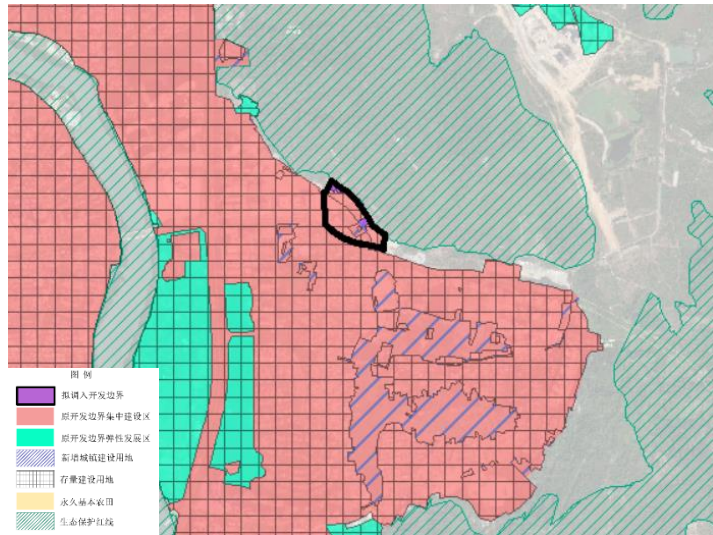 图 例
拟调入开发边界
原开发边界集中建设区
原开发边界弹性发展区
新增城镇建设用地
存量建设用地
永久基本农田
生态保护红线